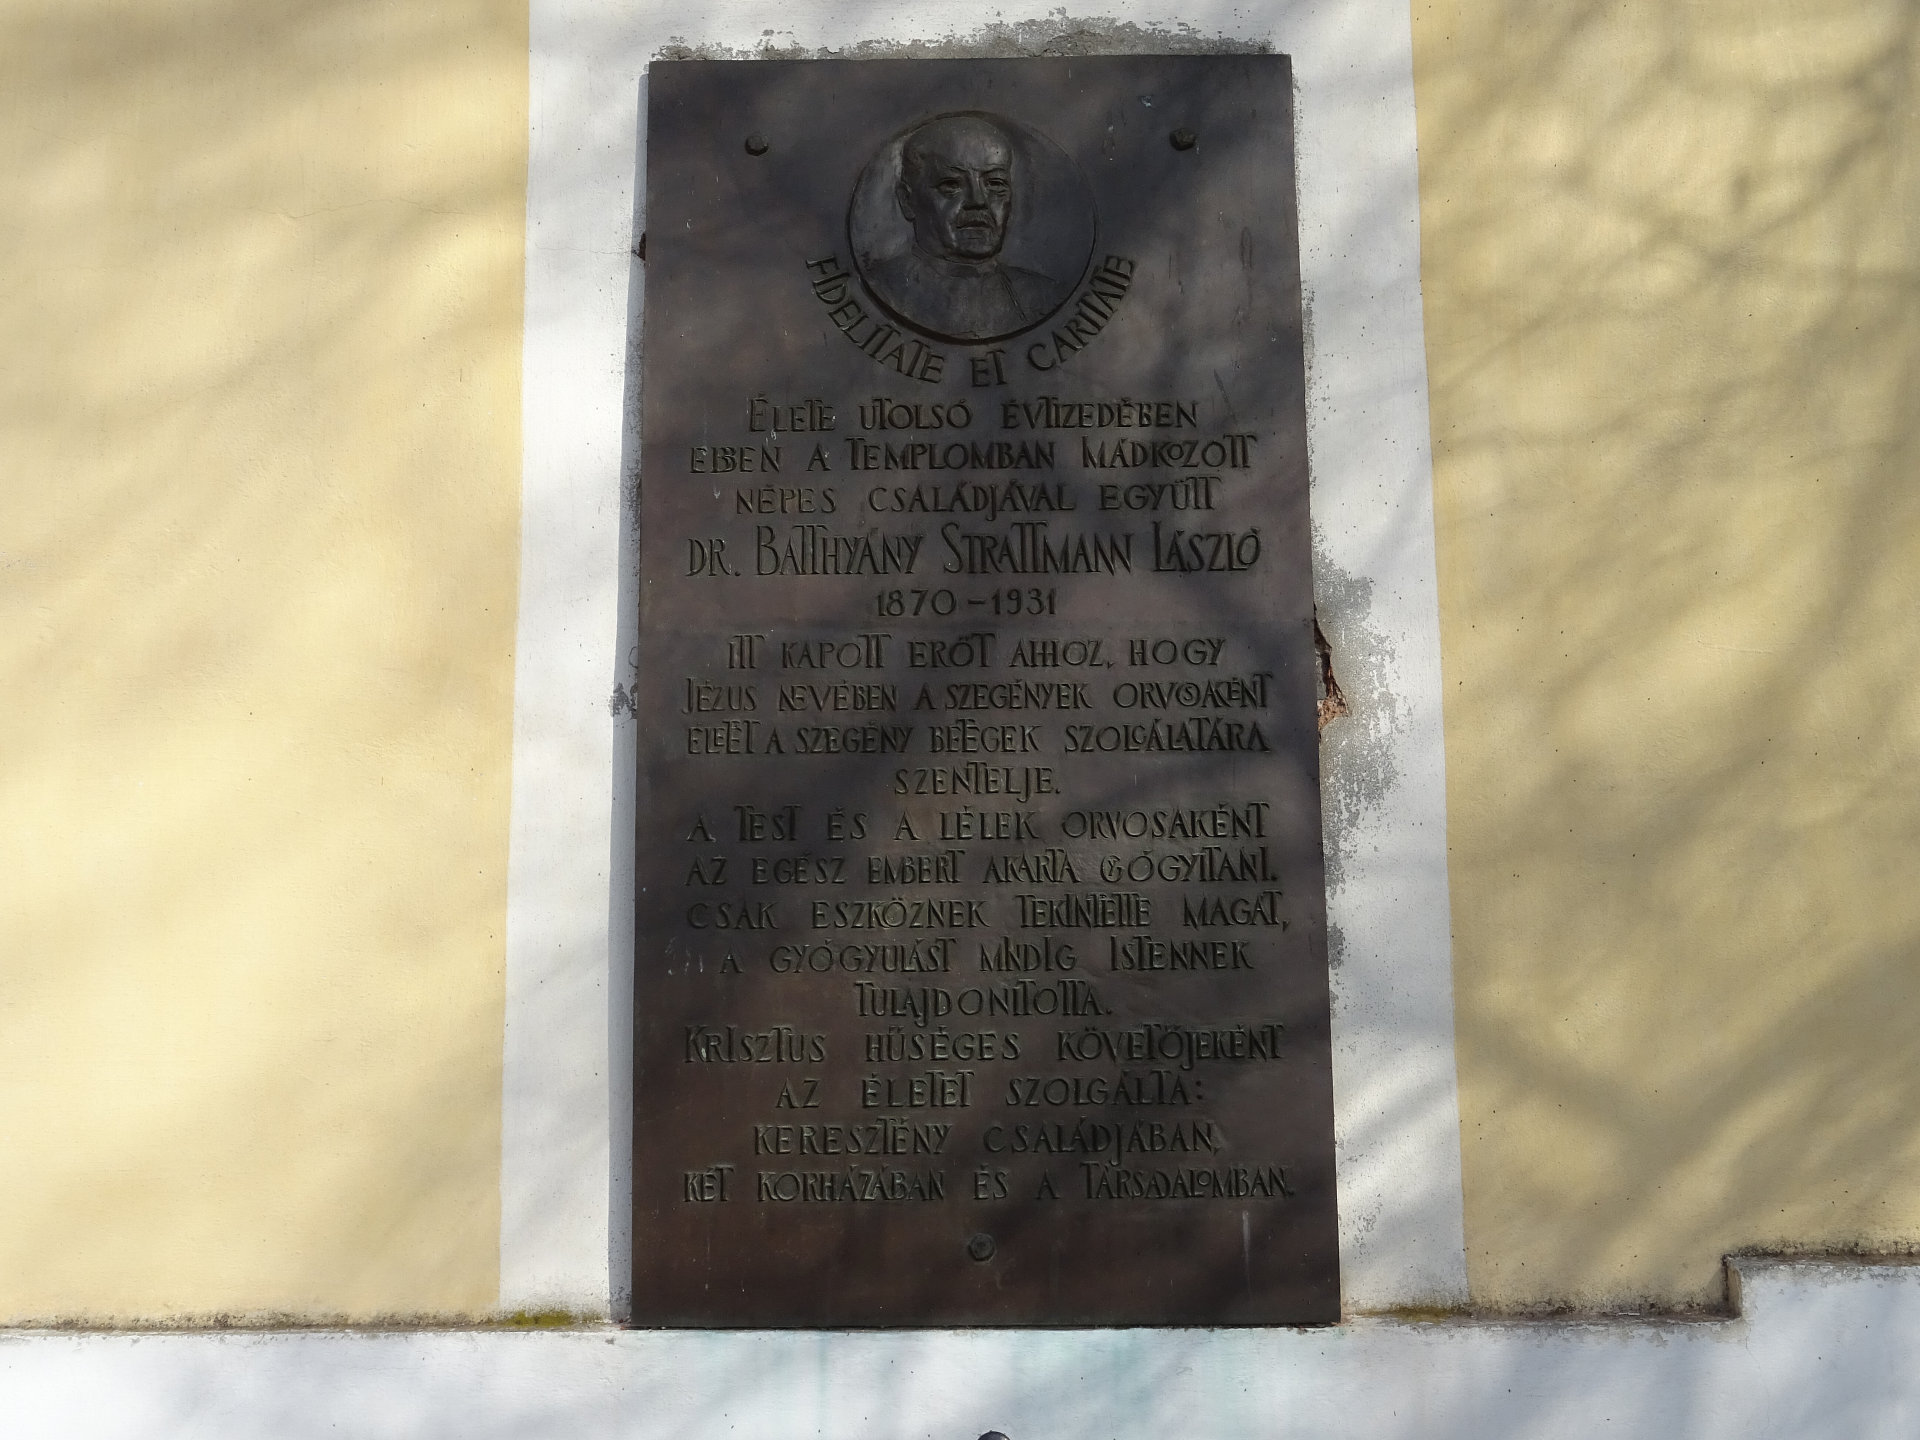 FIDELITATE ET CARITATE
ÉLETE UTOLSÓ ÉVTIZEDÉBEN
EBBEN A TEMPLOMBAN IMÁDKOZOTT
NÉPES CSALÁDJÁVAL EGYÜTT
DR. BATTHYÁNY STRATTMANN LÁSZLÓ
1870-1931
ITT KAPOTT ERŐT AHHOZ, HOGY
JÉZUS NEVÉBEN A SZEGÉNYEK ORVOSAKÉNT
ÉLETÉT A SZEGÉNY BETEGEK SZOLGÁLATÁRA
SZENTELJE.
A TEST ÉS A LÉLEK ORVOSAKÉNT
AZ EGÉSZ EMBERT AKARTA GYÓGYÍTANI.
CSAK ESZKÖZNEK TEKINTETTE MAGÁT,
A GYÓGYULÁST MINDIG ISTENNEK
TULAJDONÍTOTTA.
KRISZTUS HŰSÉGES KÖVETŐJEKÉNT
AZ ÉLETET SZOLGÁLTA:
KERESZTÉNY CSALÁDJÁBAN,
KÉT KÓRHÁZÁBAN ÉS A TÁRSADALOMBAN.